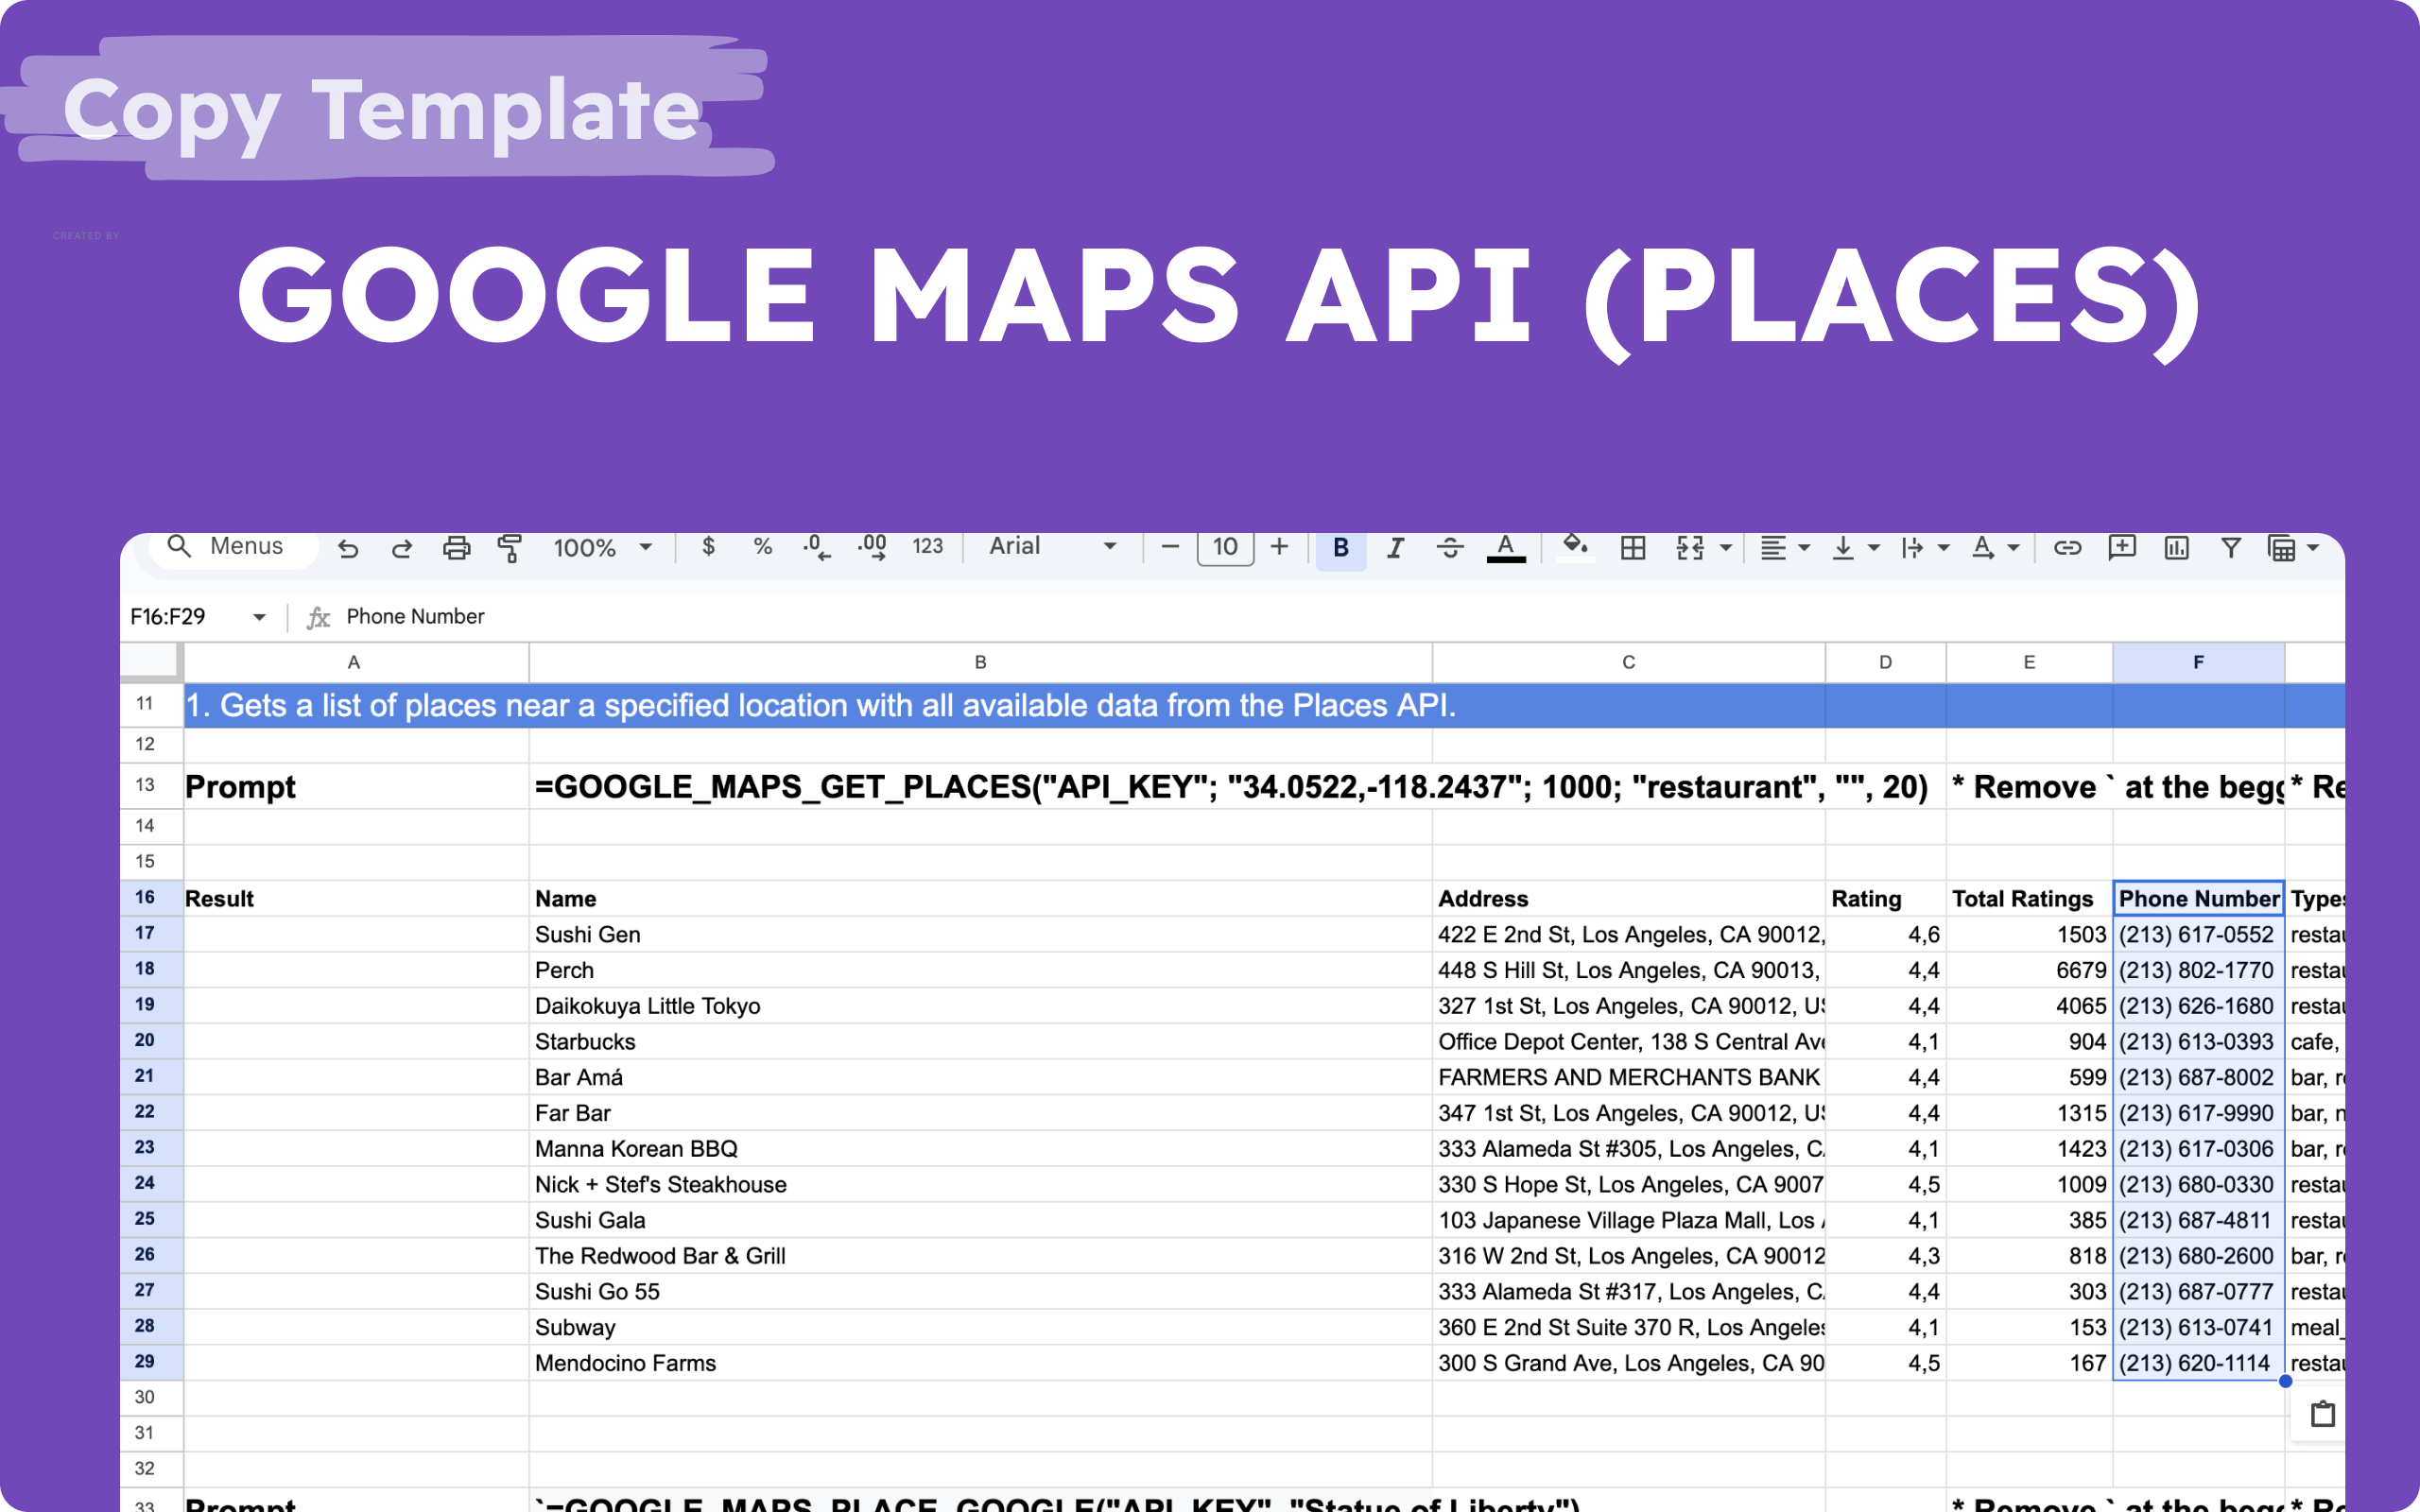 Copy Template
CREATED BY
GOOGLE MAPS API (PLACES)
Menus 100% $ % .0 .00 123 Arial 10 B I S A
F16:F29 fx Phone Number
A B C D E F
11 1. Gets a list of places near a specified location with all available data from the Places API.
12
13 Prompt =GOOGLE_MAPS_GET_PLACES("API_KEY"; "34.0522,-118.2437"; 1000; "restaurant", "", 20) * Remove ` at the beg * Re
14
15
16 Result Name Address Rating Total Ratings Phone Number Types
17 Sushi Gen 422 E 2nd St, Los Angeles, CA 90012, 4,6 1503 (213) 617-0552 restau
18 Perch 448 S Hill St, Los Angeles, CA 90013, 4,4 6679 (213) 802-1770 restau
19 Daikokuya Little Tokyo 327 1st St, Los Angeles, CA 90012, US 4,4 4065 (213) 626-1680 restau
20 Starbucks Office Depot Center, 138 S Central Ave 4,1 904 (213) 613-0393 cafe,
21 Bar Amá FARMERS AND MERCHANTS BANK 4,4 599 (213) 687-8002 bar, r
22 Far Bar 347 1st St, Los Angeles, CA 90012, US 4,4 1315 (213) 617-9990 bar, n
23 Manna Korean BBQ 333 Alameda St #305, Los Angeles, C 4,1 1423 (213) 617-0306 bar, r
24 Nick + Stef's Steakhouse 330 S Hope St, Los Angeles, CA 9007 4,5 1009 (213) 680-0330 restau
25 Sushi Gala 103 Japanese Village Plaza Mall, Los 4,1 385 (213) 687-4811 restau
26 The Redwood Bar & Grill 316 W 2nd St, Los Angeles, CA 90012 4,3 818 (213) 680-2600 bar, r
27 Sushi Go 55 333 Alameda St #317, Los Angeles, C 4,4 303 (213) 687-0777 restau
28 Subway 360 E 2nd St Suite 370 R, Los Angeles 4,1 153 (213) 613-0741 meal_
29 Mendocino Farms 300 S Grand Ave, Los Angeles, CA 90 4,5 167 (213) 620-1114 restau
30
31
32
33 Prompt `=GOOGLE_MAPS_PLACE_GOOGLE("API_KEY", "Statue of Liberty") * Remove ` at the beg * Re